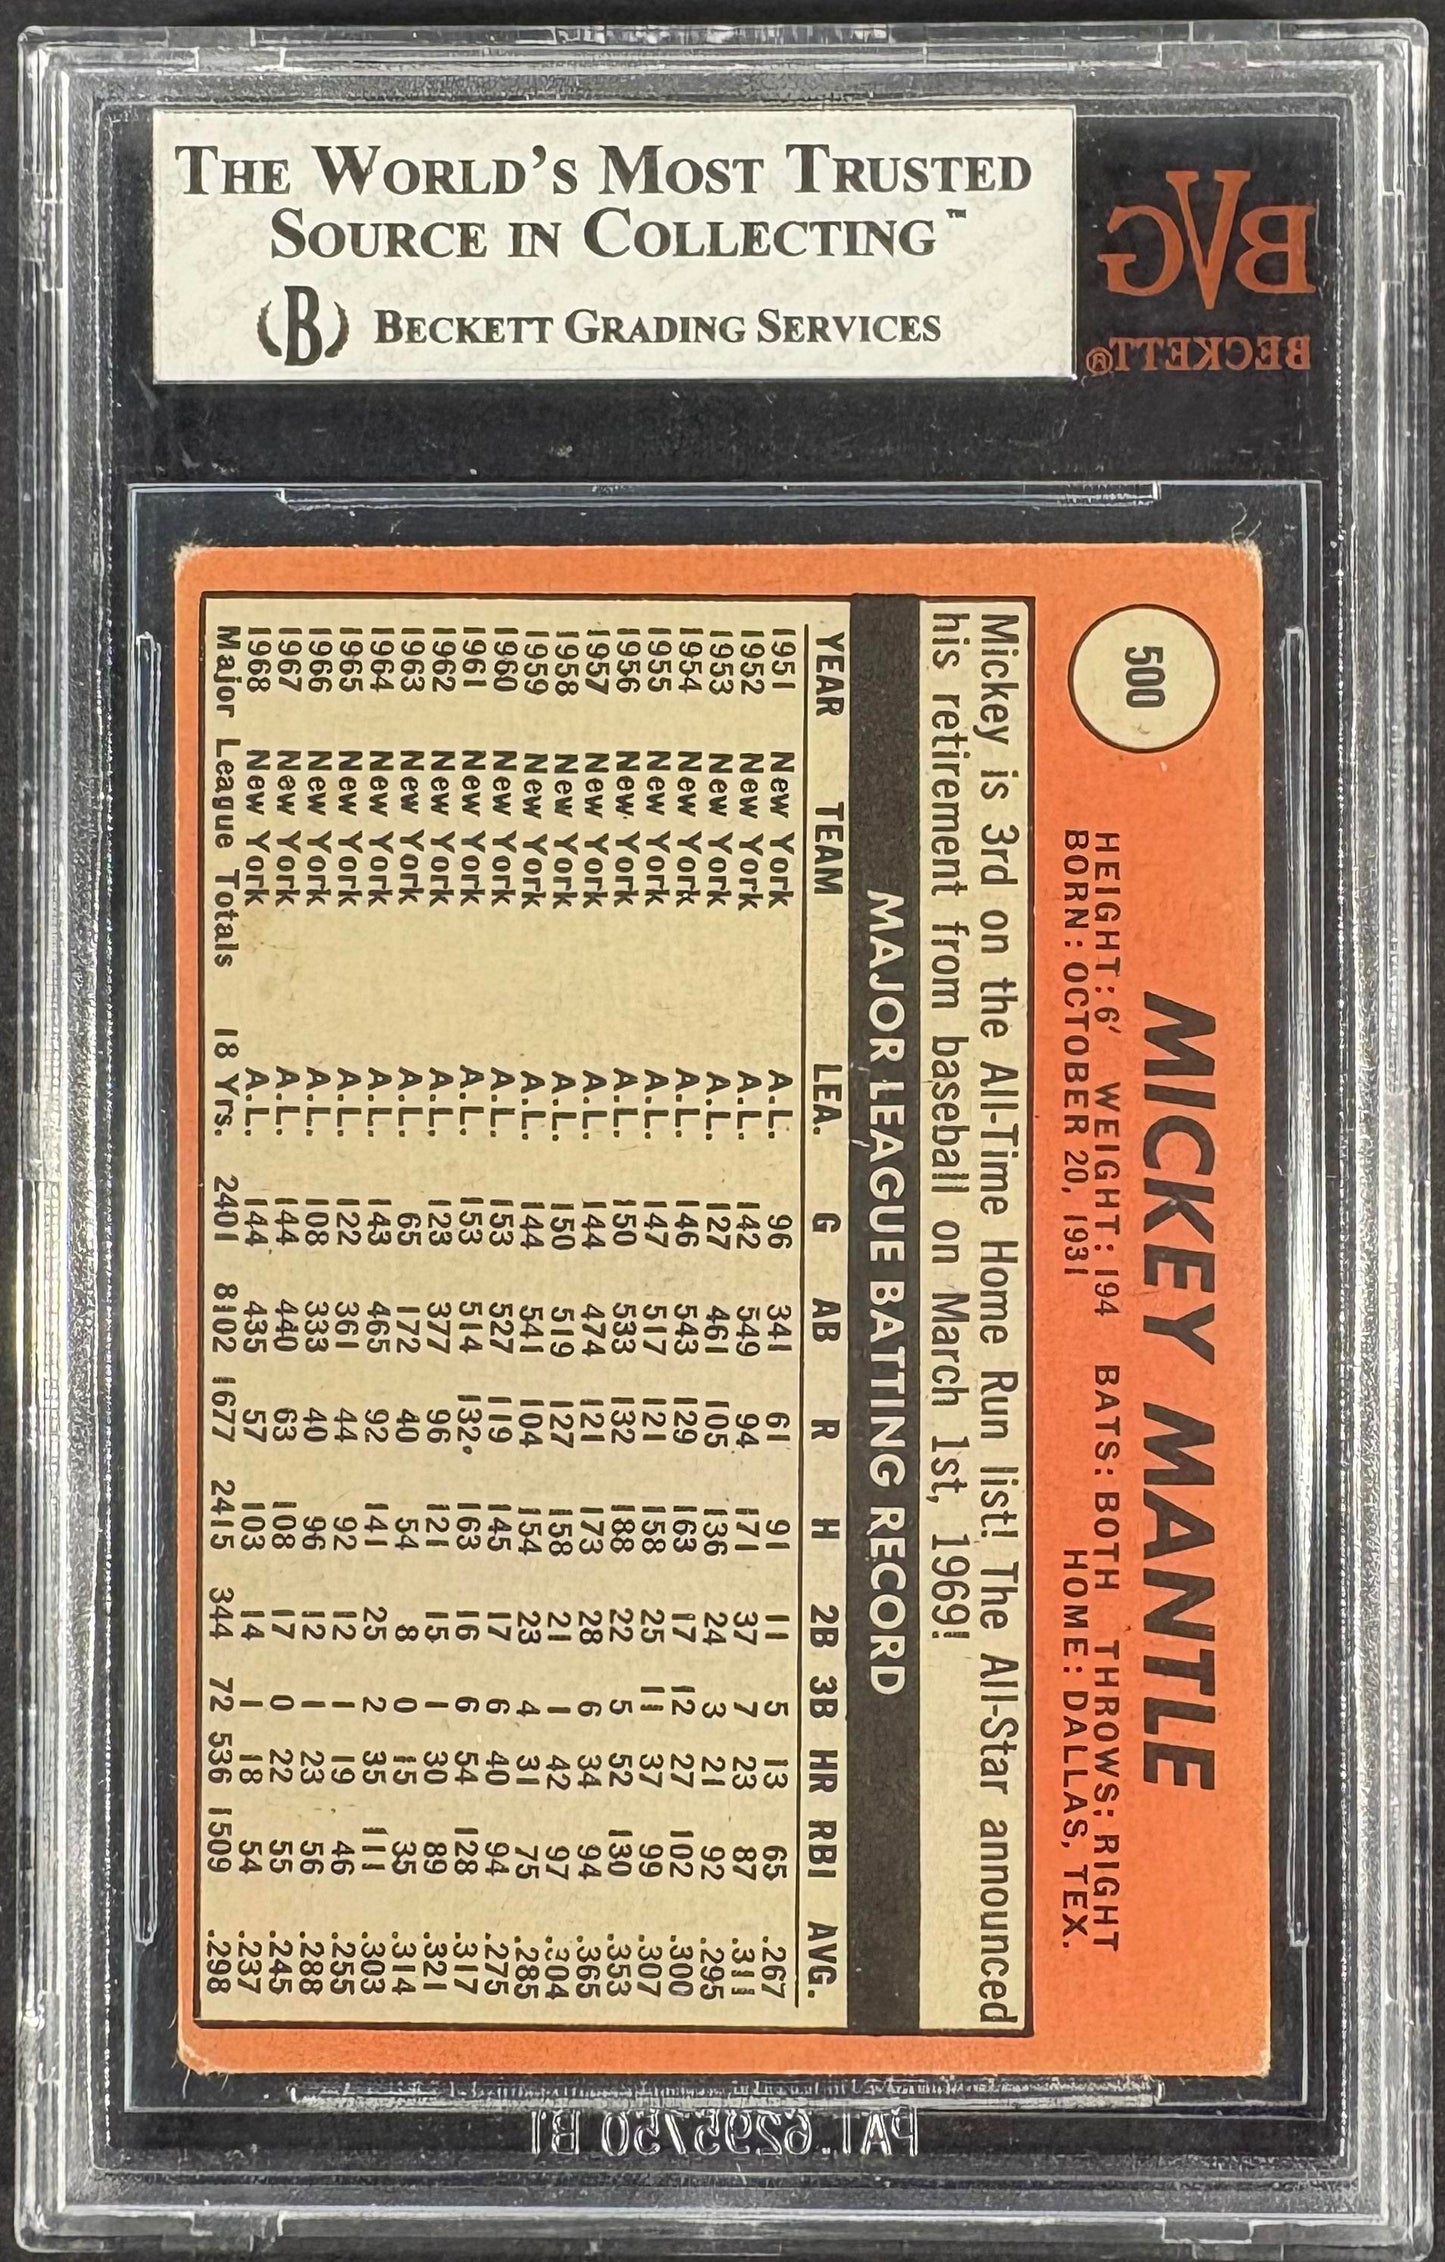 THE WORLD'S MOST TRUSTED
SOURCE IN COLLECTING™
B BECKETT GRADING SERVICES
BVG
BECKETT®
500
MICKEY MANTLE
HEIGHT: 6' WEIGHT: 194 BATS: BOTH THROWS: RIGHT
BORN: OCTOBER 20, 1931 HOME: DALLAS, TEX.
Mickey is 3rd on the All-Time Home Run list! The All-Star announced
his retirement from baseball on March 1st, 1969!
MAJOR LEAGUE BATTING RECORD
YEAR TEAM LEA. G AB R H 2B 3B HR RBI AVG.
1951 New York A.L. 96 341 61 91 11 5 13 65 .267
1952 New York A.L. 142 549 94 171 37 7 23 87 .311
1953 New York A.L. 127 461 105 136 24 3 21 92 .295
1954 New York A.L. 146 543 129 163 17 12 27 102 .300
1955 New York A.L. 147 517 121 158 25 11 37 99 .307
1956 New York A.L. 150 533 132 188 22 5 52 130 .353
1957 New York A.L. 144 474 121 173 28 6 34 94 .365
1958 New York A.L. 150 519 127 158 21 1 42 97 .304
1959 New York A.L. 144 541 104 154 23 4 31 75 .285
1960 New York A.L. 153 527 119 145 17 6 40 94 .275
1961 New York A.L. 153 514 132 163 16 6 54 128 .317
1962 New York A.L. 123 377 96 121 15 1 30 89 .321
1963 New York A.L. 65 172 40 54 8 0 15 35 .314
1964 New York A.L. 143 465 92 141 25 2 35 111 .303
1965 New York A.L. 122 361 44 92 12 1 19 46 .255
1966 New York A.L. 108 333 40 96 12 1 23 56 .288
1967 New York A.L. 144 440 63 108 17 0 22 55 .245
1968 New York A.L. 144 435 57 103 14 1 18 54 .237
Major League Totals 18 Yrs. 2401 8102 1677 2415 344 72 536 1509 .298